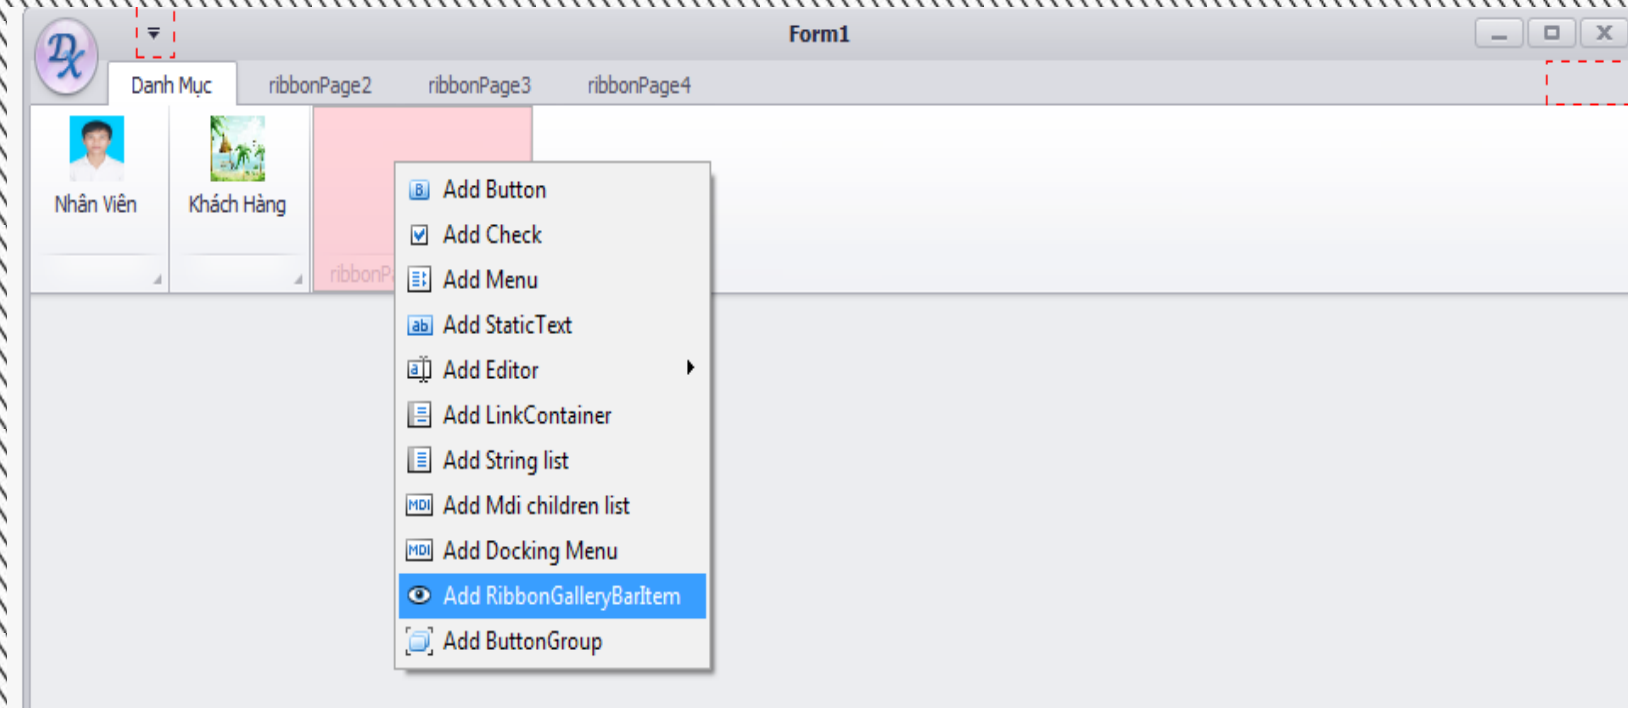 Form1
Danh Mục ribbonPage2 ribbonPage3 ribbonPage4
Nhân Viên
Khách Hàng
ribbonP
Add Button
Add Check
Add Menu
Add StaticText
Add Editor
Add LinkContainer
Add String list
Add Mdi children list
Add Docking Menu
Add RibbonGalleryBarItem
Add ButtonGroup